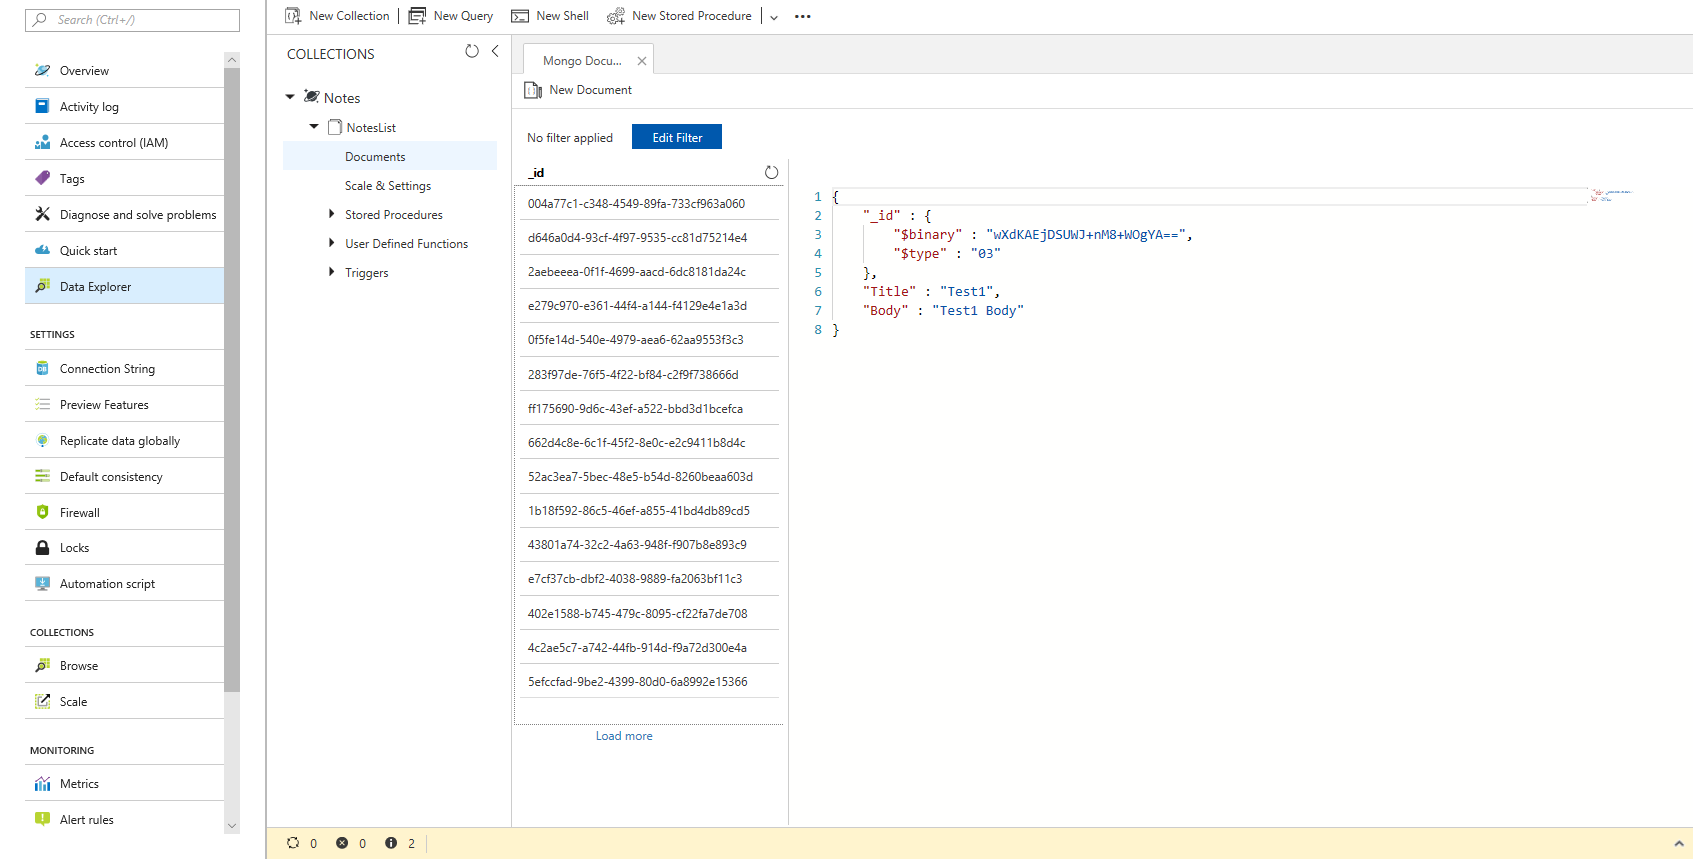 Search (Ctrl+/)
Overview
Activity log
Access control (IAM)
Tags
Diagnose and solve problems
Quick start
Data Explorer
SETTINGS
Connection String
Preview Features
Replicate data globally
Default consistency
Firewall
Locks
Automation script
COLLECTIONS
Browse
Scale
MONITORING
Metrics
Alert rules
New Collection
New Query
New Shell
New Stored Procedure
COLLECTIONS
Notes
NotesList
Documents
Scale & Settings
Stored Procedures
User Defined Functions
Triggers
Mongo Docu...
New Document
No filter applied
Edit Filter
_id
004a77c1-c348-4549-89fa-733cf963a060
d646a0d4-93cf-4f97-9535-cc81d75214e4
2aebeeea-0f1f-4699-aacd-6dc8181da24c
e279c970-e361-44f4-a144-f4129e4e1a3d
0f5fe14d-540e-4979-aea6-62aa9553f3c3
283f97de-76f5-4f22-bf84-c2f9f738666d
ff175690-9d6c-43ef-a522-bbd3d1bcefca
662d4c8e-6c1f-45f2-8e0c-e2c9411b8d4c
52ac3ea7-5bec-48e5-b54d-8260beaa603d
1b18f592-86c5-46ef-a855-41bd4db89cd5
43801a74-32c2-4a63-948f-f907b8e893c9
e7cf37cb-dbf2-4038-9889-fa2063bf11c3
402e1588-b745-479c-8095-cf22fa7de708
4c2ae5c7-a742-44fb-914d-f9a72d300e4a
5efccfad-9be2-4399-80d0-6a8992e15366
Load more
1 {
2 "_id" : {
3 "$binary" : "wXdKAEjDSUWJ+nM8+WOgYA==",
4 "$type" : "03"
5 },
6 "Title" : "Test1",
7 "Body" : "Test1 Body"
8 }
0 0 2